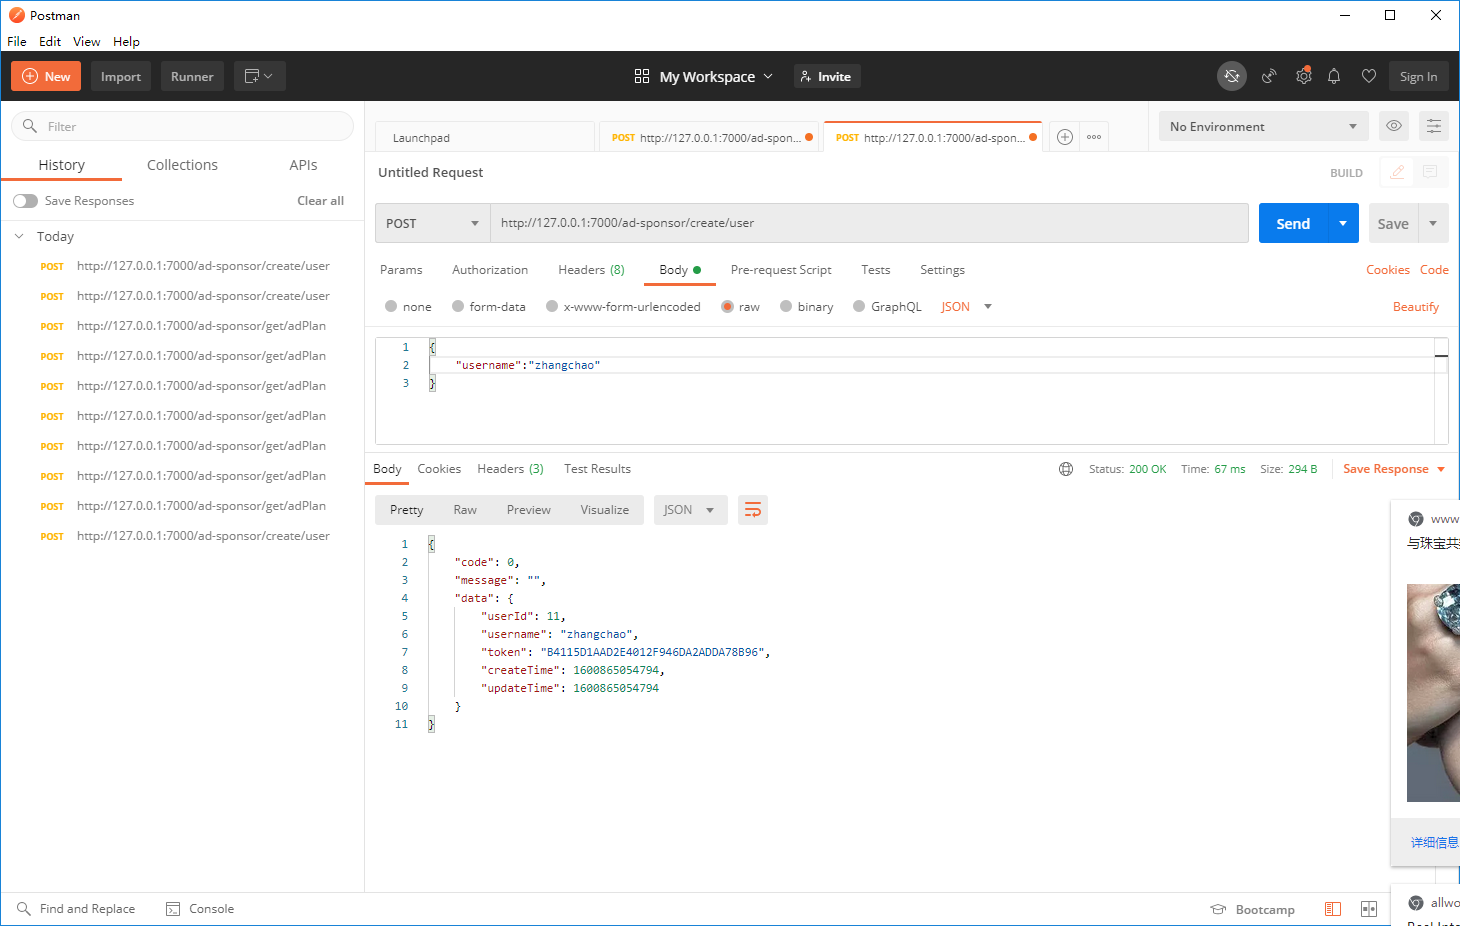 Postman
File Edit View Help
New Import Runner My Workspace Invite Sign In
Filter
History Collections APIs
Save Responses Clear all
Today
POST http://127.0.0.1:7000/ad-sponsor/create/user
POST http://127.0.0.1:7000/ad-sponsor/create/user
POST http://127.0.0.1:7000/ad-sponsor/get/adPlan
POST http://127.0.0.1:7000/ad-sponsor/get/adPlan
POST http://127.0.0.1:7000/ad-sponsor/get/adPlan
POST http://127.0.0.1:7000/ad-sponsor/get/adPlan
POST http://127.0.0.1:7000/ad-sponsor/get/adPlan
POST http://127.0.0.1:7000/ad-sponsor/get/adPlan
POST http://127.0.0.1:7000/ad-sponsor/get/adPlan
POST http://127.0.0.1:7000/ad-sponsor/create/user
Launchpad POST http://127.0.0.1:7000/ad-spon... POST http://127.0.0.1:7000/ad-spon... No Environment
Untitled Request BUILD
POST http://127.0.0.1:7000/ad-sponsor/create/user Send Save
Params Authorization Headers (8) Body Pre-request Script Tests Settings Cookies Code
none form-data x-www-form-urlencoded raw binary GraphQL JSON Beautify
1 {
2 "username":"zhangchao"
3 }
Body Cookies Headers (3) Test Results Status: 200 OK Time: 67 ms Size: 294 B Save Response
Pretty Raw Preview Visualize JSON
1 {
2 "code": 0,
3 "message": "",
4 "data": {
5 "userId": 11,
6 "username": "zhangchao",
7 "token": "B4115D1AAD2E4012F946DA2ADDA78B96",
8 "createTime": 1600865054794,
9 "updateTime": 1600865054794
10 }
11 }
www
与珠宝共
详细信息
allwo
Find and Replace Console Bootcamp